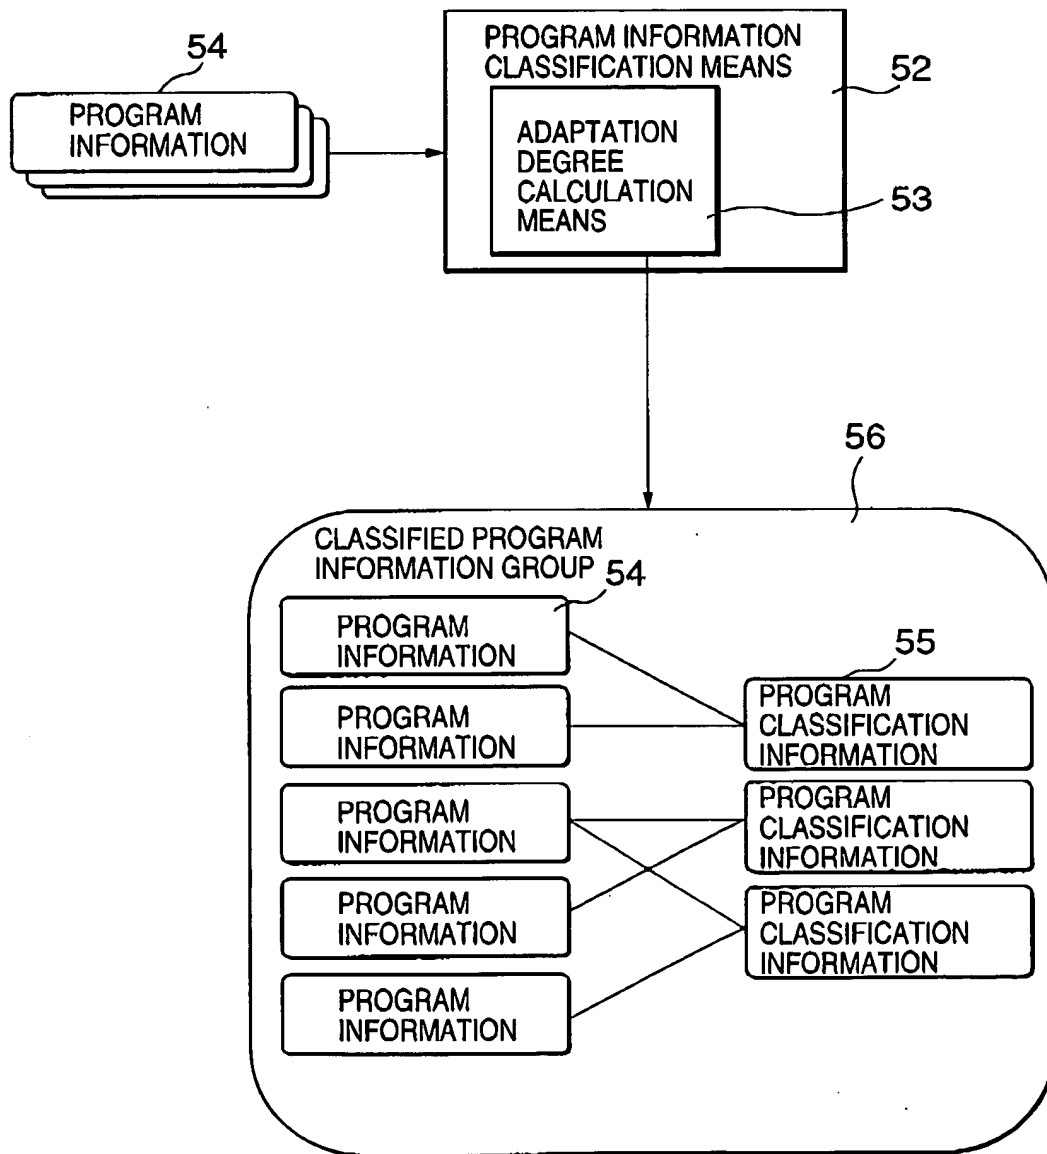 54
PROGRAM
INFORMATION
PROGRAM INFORMATION
CLASSIFICATION MEANS
52
ADAPTATION
DEGREE
CALCULATION
MEANS
53
56
CLASSIFIED PROGRAM
INFORMATION GROUP
54
PROGRAM
INFORMATION
PROGRAM
INFORMATION
PROGRAM
INFORMATION
PROGRAM
INFORMATION
PROGRAM
INFORMATION
55
PROGRAM
CLASSIFICATION
INFORMATION
PROGRAM
CLASSIFICATION
INFORMATION
PROGRAM
CLASSIFICATION
INFORMATION